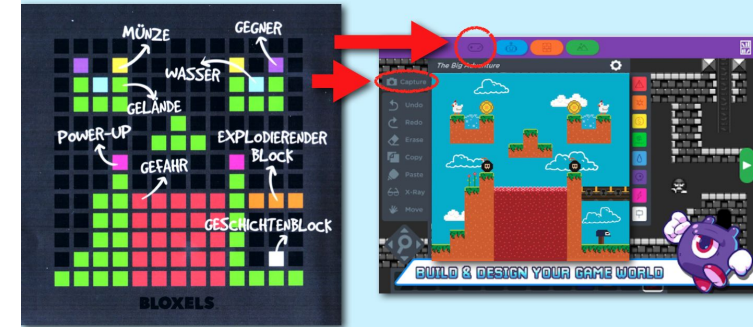 MÜNZE
GEGNER
WASSER
GELÄNDE
POWER-UP
EXPLODIERENDER
BLOCK
GEFAHR
GESCHICHTENBLOCK
BLOXELS
The Big Adventure
Capture
Undo
Redo
Erase
Copy
Paste
X-Ray
Move
BUILD & DESIGN YOUR GAME WORLD